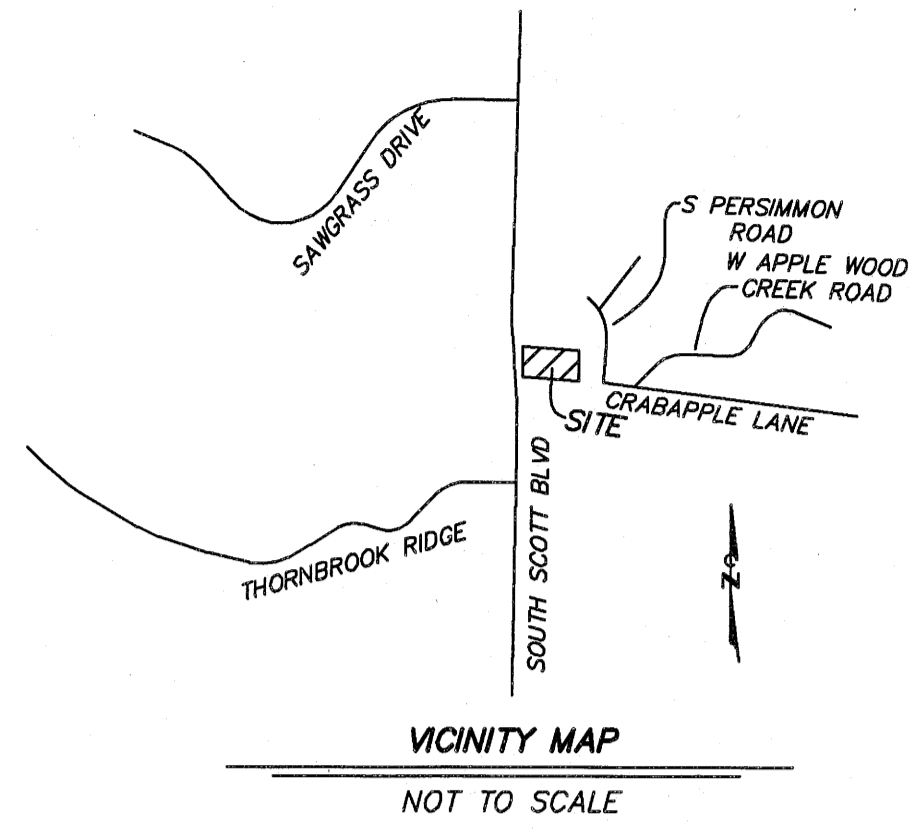 SAWGRASS DRIVE
S PERSIMMON
ROAD
W APPLE WOOD
CREEK ROAD
CRABAPPLE LANE
SITE
SOUTH SCOTT BLVD
THORNBROOK RIDGE
N
VICINITY MAP
NOT TO SCALE